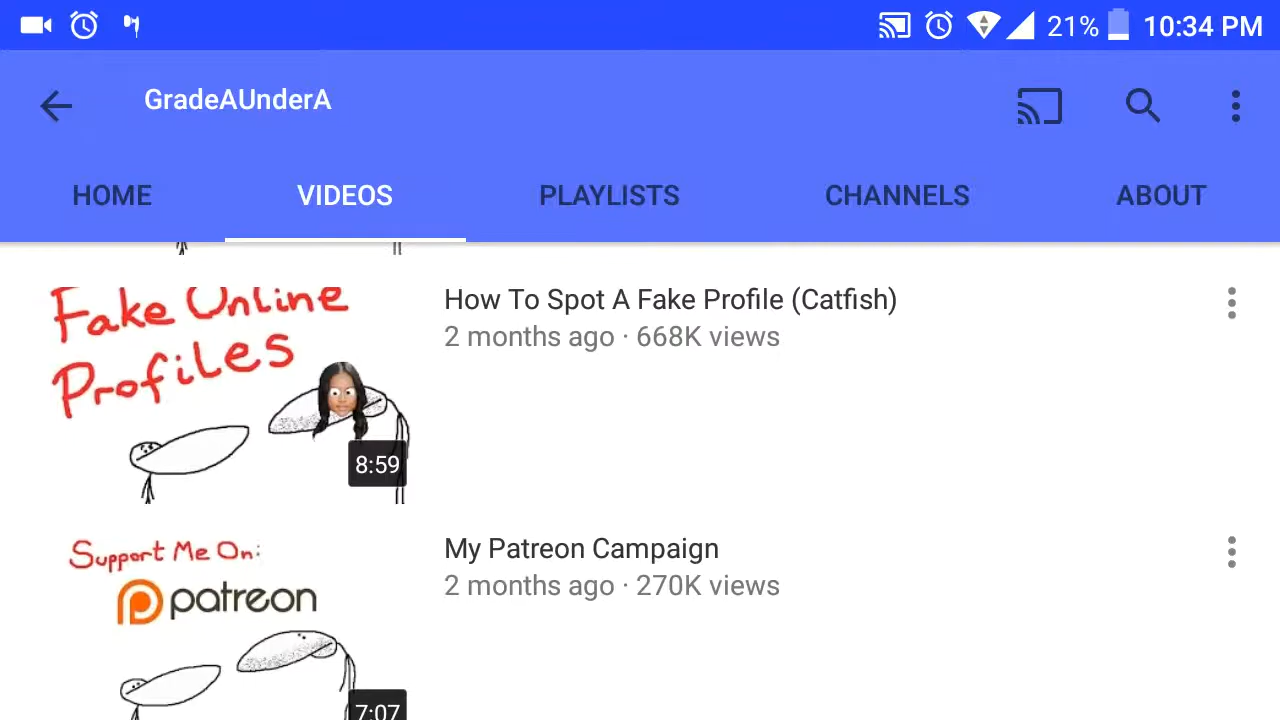 21% 10:34 PM
GradeAUnderA
HOME VIDEOS PLAYLISTS CHANNELS ABOUT
Fake Online
Profiles
8:59
How To Spot A Fake Profile (Catfish)
2 months ago · 668K views
Support Me On:
patreon
7:07
My Patreon Campaign
2 months ago · 270K views